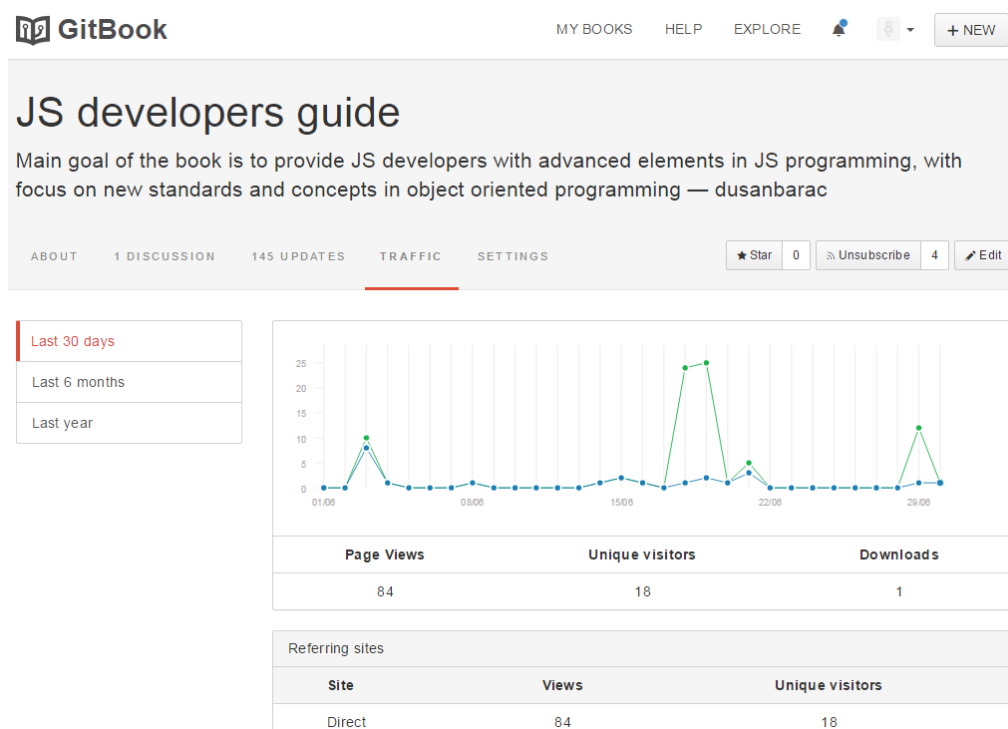 GitBook
MY BOOKS HELP EXPLORE + NEW
JS developers guide
Main goal of the book is to provide JS developers with advanced elements in JS programming, with
focus on new standards and concepts in object oriented programming — dusanbarac
ABOUT 1 DISCUSSION 145 UPDATES TRAFFIC SETTINGS Star 0 Unsubscribe 4 Edit
Last 30 days
Last 6 months
Last year
25
20
15
10
5
0
01/06 08/06 15/06 22/06 29/06
Page Views Unique visitors Downloads
84 18 1
Referring sites
Site Views Unique visitors
Direct 84 18